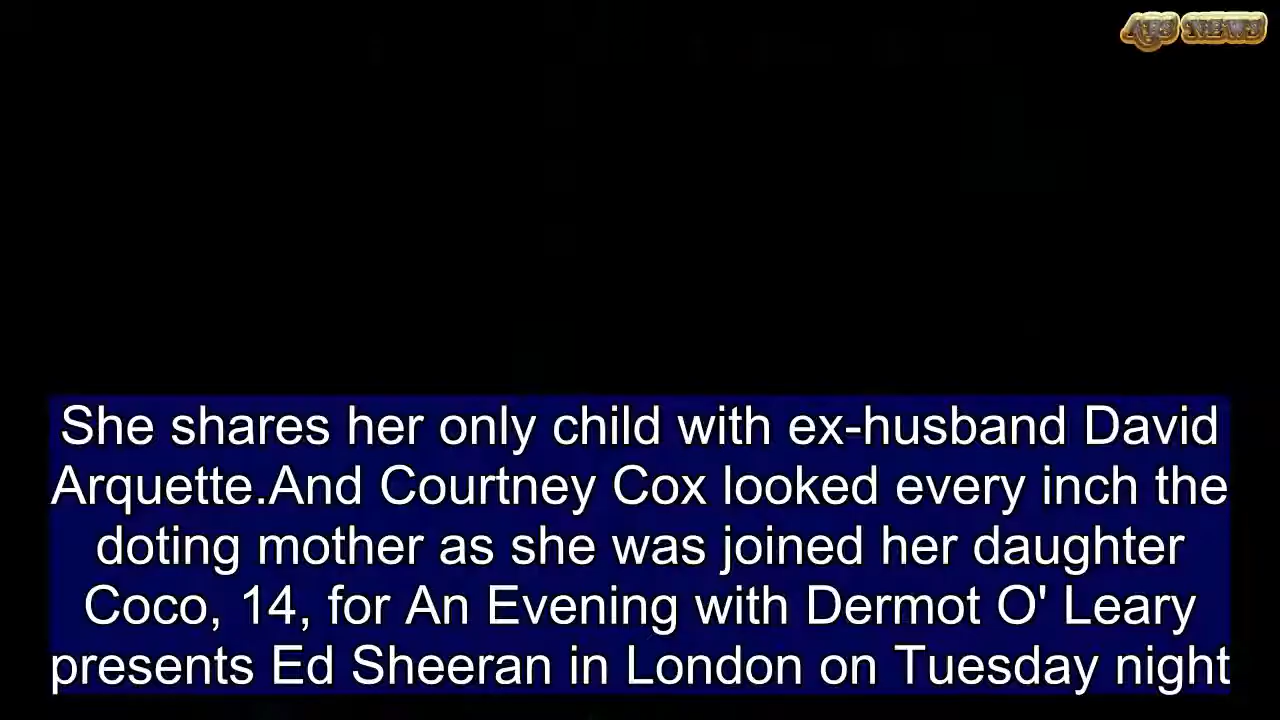 ATS NEWS
She shares her only child with ex-husband David
Arquette.And Courtney Cox looked every inch the
doting mother as she was joined her daughter
Coco, 14, for An Evening with Dermot O' Leary
presents Ed Sheeran in London on Tuesday night